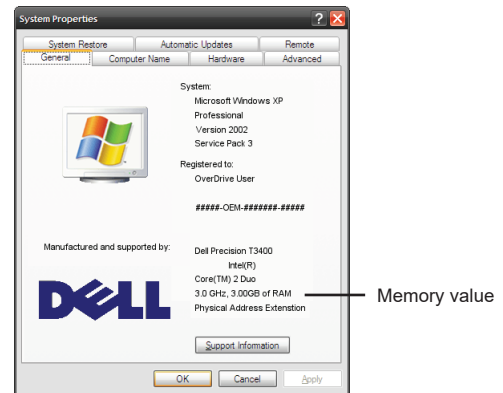 System Properties
System Restore Automatic Updates Remote
General Computer Name Hardware Advanced
System:
Microsoft Windows XP
Professional
Version 2002
Service Pack 3
Registered to:
OverDrive User
#####-OEM-#######-#####
Manufactured and supported by:
Dell Precision T3400
Intel(R)
Core(TM) 2 Duo
3.0 GHz, 3.00GB of RAM
Memory value
Physical Address Extenstion
DELL
Support Information
OK Cancel Apply